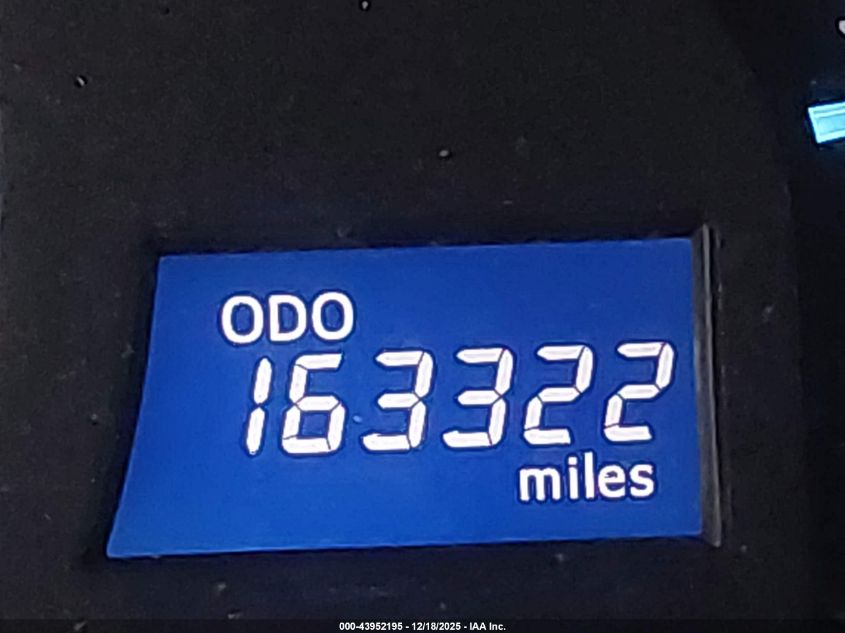 ODO
163322
miles
000-43952195 - 12/18/2025 - IAA Inc.